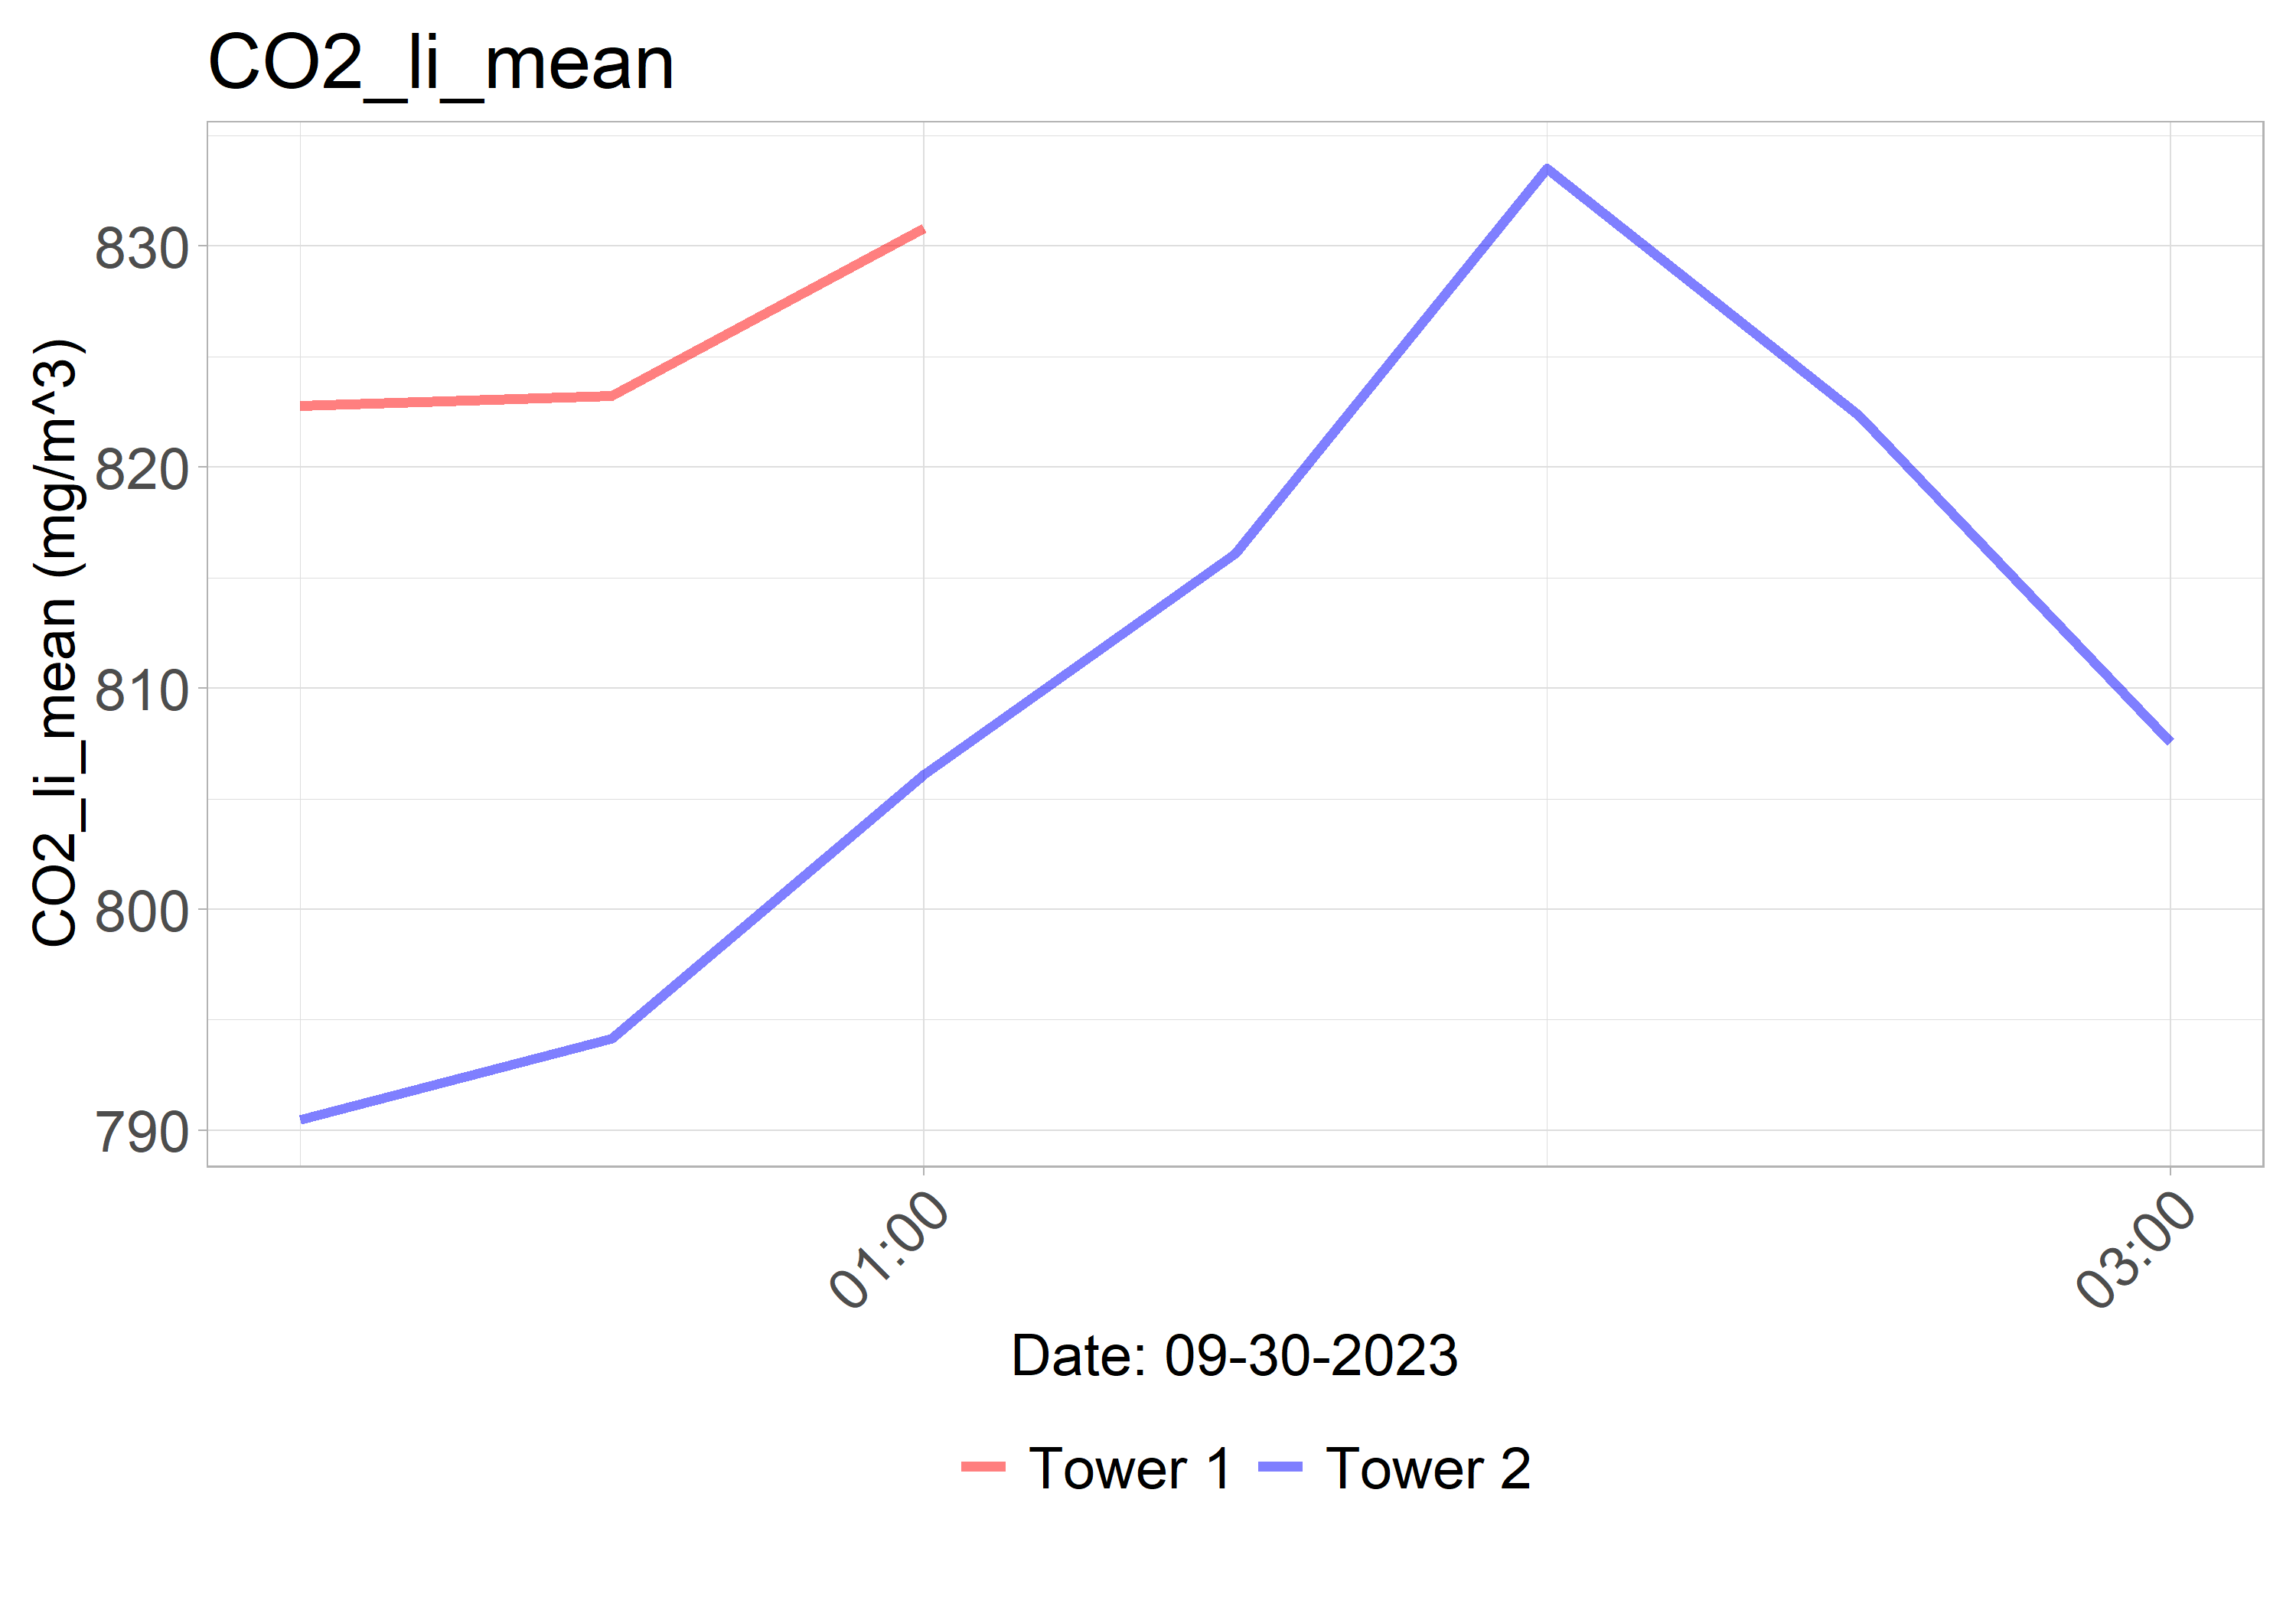 CO2_li_mean
CO2_li_mean (mg/m^3)
830
820
810
800
790
01:00
03:00
Date: 09-30-2023
Tower 1
Tower 2